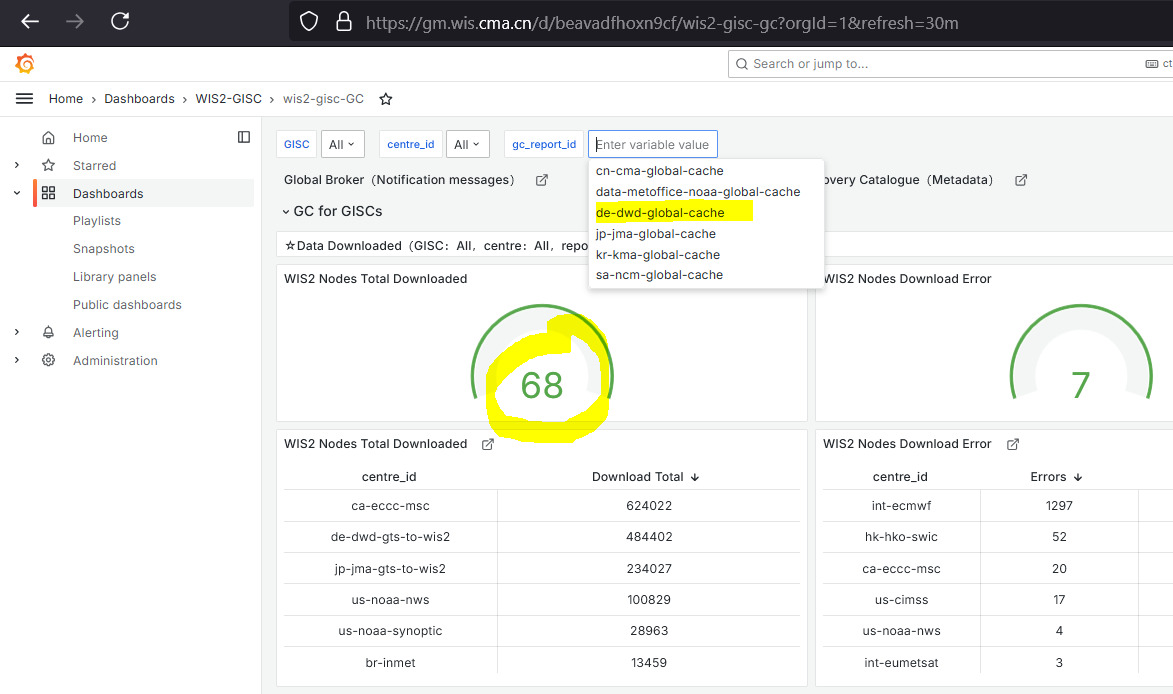 https://gm.wis.cma.cn/d/beavadfhoxn9cf/wis2-gisc-gc?orgId=1&refresh=30m
Search or jump to... ct
Home › Dashboards › WIS2-GISC › wis2-gisc-GC
Home
Starred
Dashboards
Playlists
Snapshots
Library panels
Public dashboards
Alerting
Administration
GISC All centre_id All gc_report_id Enter variable value
cn-cma-global-cache
data-metoffice-noaa-global-cache
de-dwd-global-cache
jp-jma-global-cache
kr-kma-global-cache
sa-ncm-global-cache
Global Broker（Notification messages） overy Catalogue（Metadata）
GC for GISCs
☆Data Downloaded（GISC：All，centre：All，repo
WIS2 Nodes Total Downloaded
68
WIS2 Nodes Download Error
7
WIS2 Nodes Total Downloaded
centre_id Download Total ↓
ca-eccc-msc 624022
de-dwd-gts-to-wis2 484402
jp-jma-gts-to-wis2 234027
us-noaa-nws 100829
us-noaa-synoptic 28963
br-inmet 13459
WIS2 Nodes Download Error
centre_id Errors ↓
int-ecmwf 1297
hk-hko-swic 52
ca-eccc-msc 20
us-cimss 17
us-noaa-nws 4
int-eumetsat 3